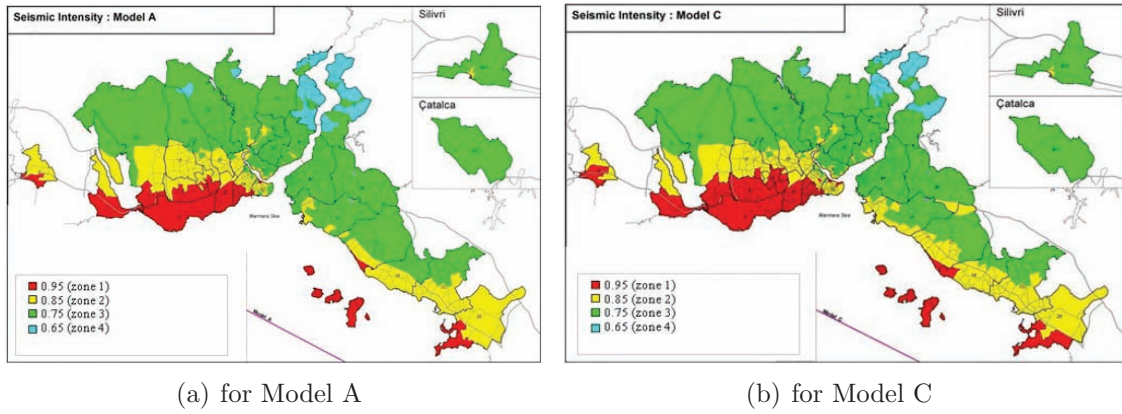 Seismic Intensity : Model A
Silivri
Çatalca
Marmara Sea
0.95 (zone 1)
0.85 (zone 2)
0.75 (zone 3)
0.65 (zone 4)
(a) for Model A
Seismic Intensity : Model C
Silivri
Çatalca
Marmara Sea
0.95 (zone 1)
0.85 (zone 2)
0.75 (zone 3)
0.65 (zone 4)
(b) for Model C